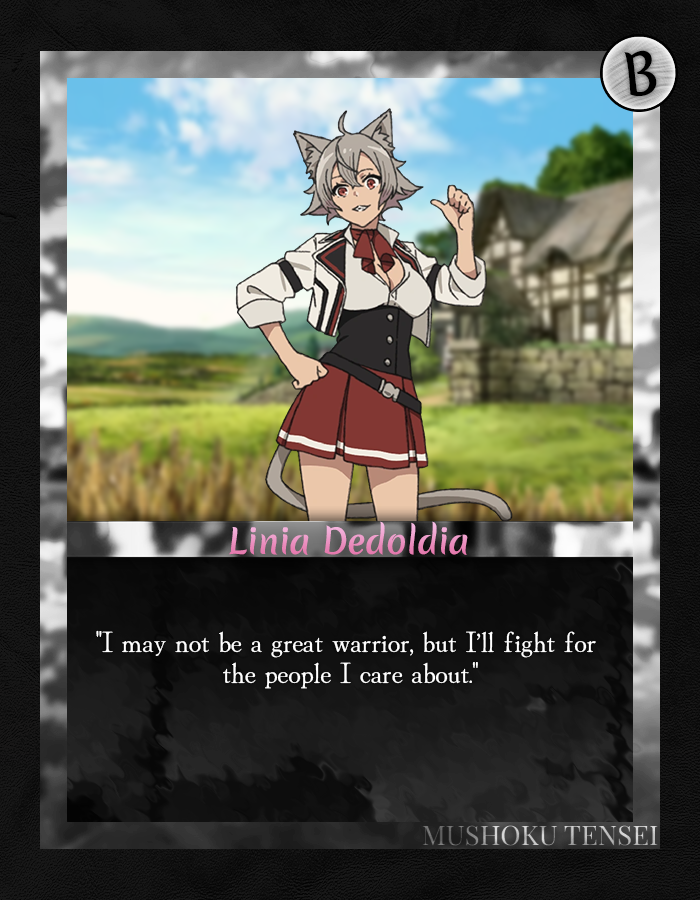 B
Linia Dedoldia
"I may not be a great warrior, but I'll fight for
the people I care about."
MUSHOKU TENSEI